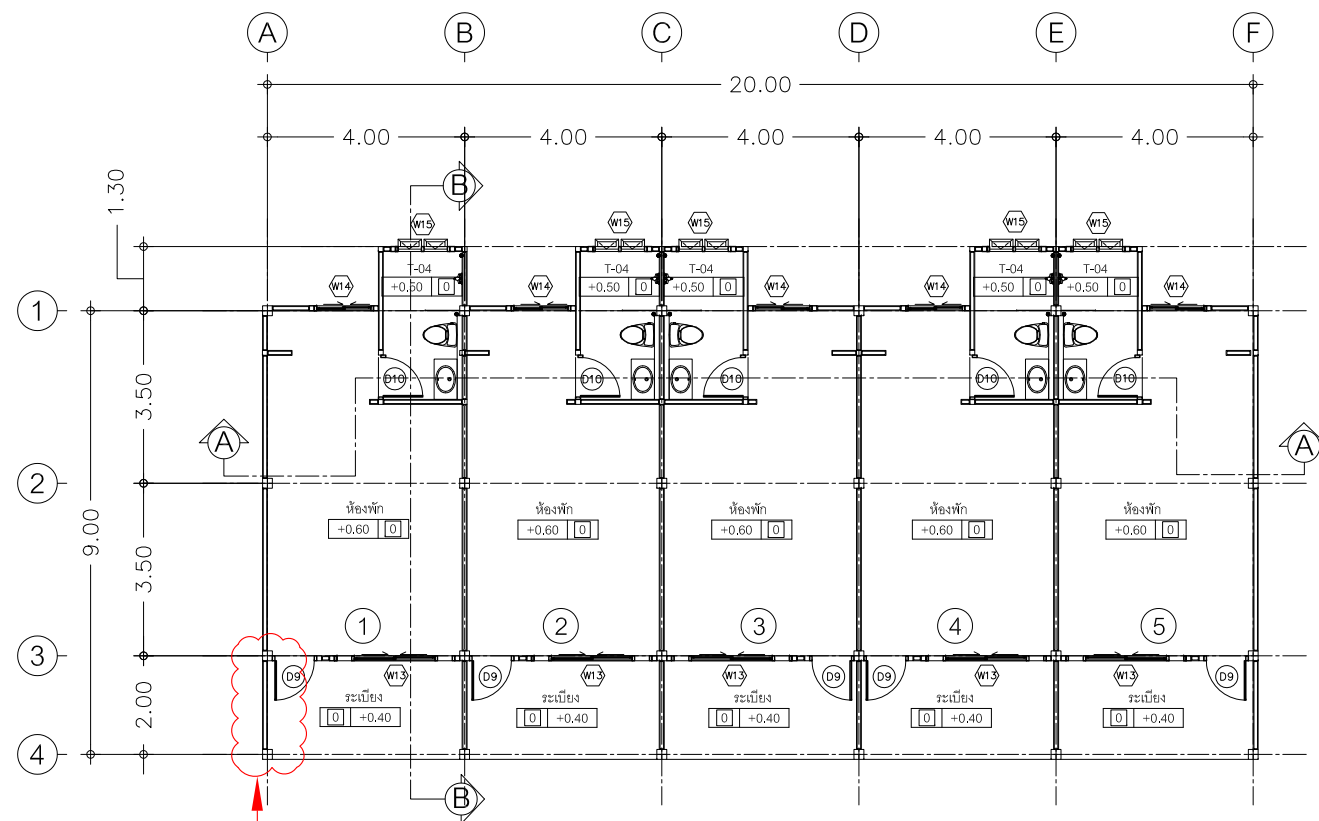 A B C D E F
20.00
4.00 4.00 4.00 4.00 4.00
1.30
B
W15 W15 W15 W15 W15
T-04 T-04 T-04 T-04 T-04
+0.50 0 +0.50 0 +0.50 0 +0.50 0 +0.50 0
W14 W14 W14 W14 W14
1
3.50
D10 D10 D10 D10 D10
A A
2
9.00
3.50
ห้องพัก ห้องพัก ห้องพัก ห้องพัก ห้องพัก
+0.60 0 +0.60 0 +0.60 0 +0.60 0 +0.60 0
1 2 3 4 5
3
D9 W13 D9 W13 W13 D9 D9 W13 W13 D9
2.00
ระเบียง ระเบียง ระเบียง ระเบียง ระเบียง
0 +0.40 0 +0.40 0 +0.40 0 +0.40 0 +0.40
4
B